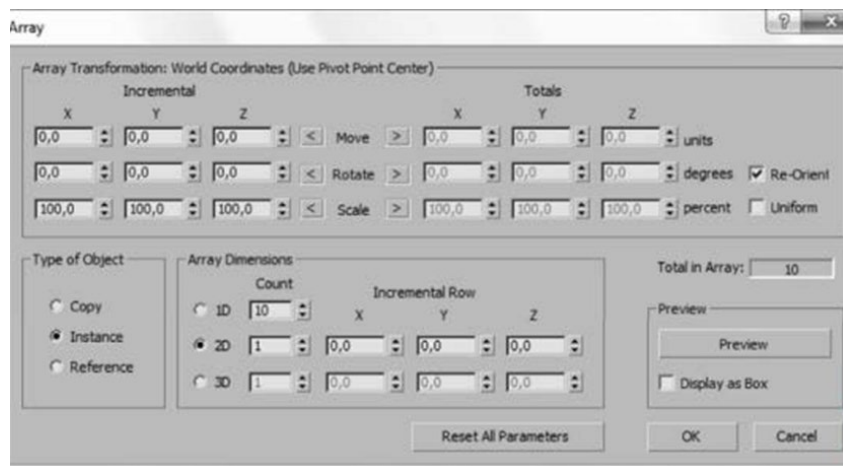 Array
Array Transformation: World Coordinates (Use Pivot Point Center)
Incremental Totals
X Y Z X Y Z
0,0 0,0 0,0 < Move > 0,0 0,0 0,0 units
0,0 0,0 0,0 < Rotate > 0,0 0,0 0,0 degrees Re-Orient
100,0 100,0 100,0 < Scale > 100,0 100,0 100,0 percent Uniform
Type of Object
Copy
Instance
Reference
Array Dimensions
Count
Incremental Row
1D 10 X Y Z
2D 1 0,0 0,0 0,0
3D 1 0,0 0,0 0,0
Total in Array: 10
Preview
Preview
Display as Box
Reset All Parameters OK Cancel